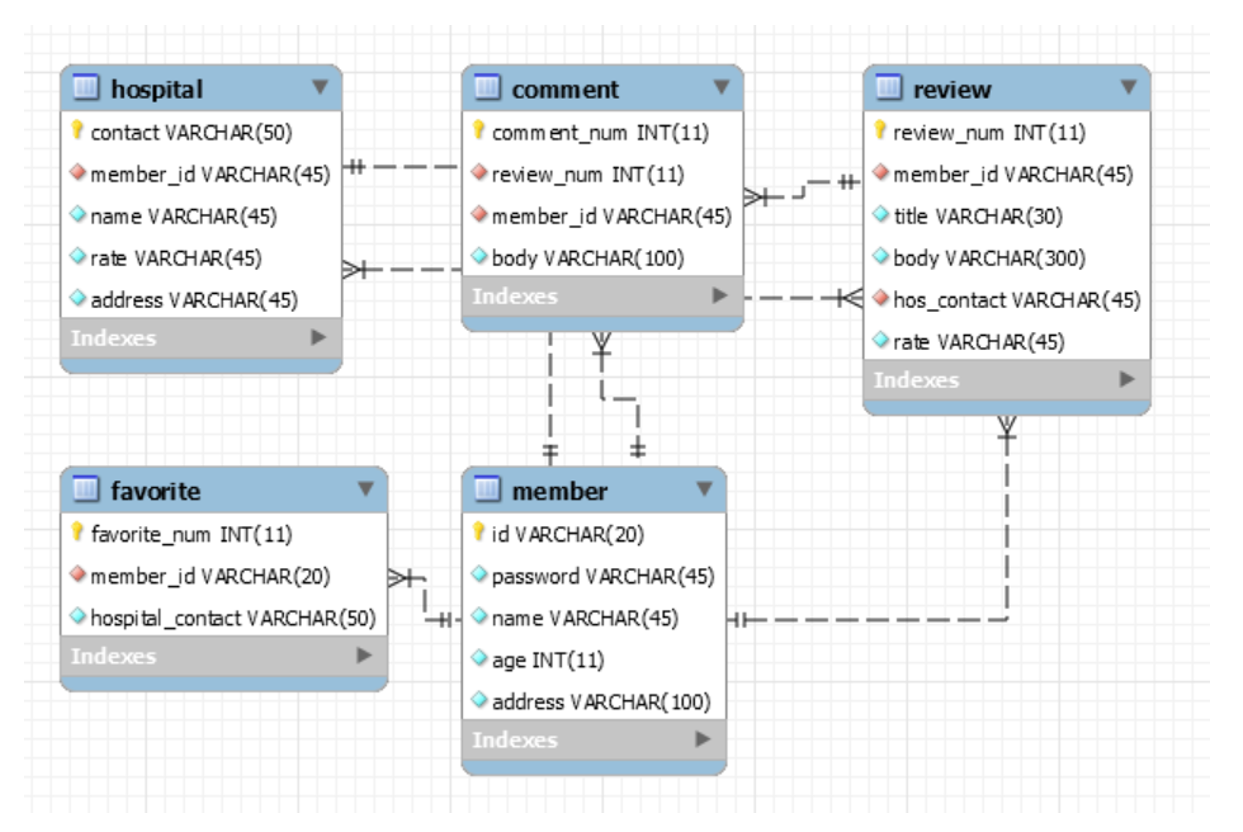 hospital
contact VARCHAR(50)
member_id VARCHAR(45)
name VARCHAR(45)
rate VARCHAR(45)
address VARCHAR(45)
Indexes
comment
comment_num INT(11)
review_num INT(11)
member_id VARCHAR(45)
body VARCHAR(100)
Indexes
review
review_num INT(11)
member_id VARCHAR(45)
title VARCHAR(30)
body VARCHAR(300)
hos_contact VARCHAR(45)
rate VARCHAR(45)
Indexes
favorite
favorite_num INT(11)
member_id VARCHAR(20)
hospital_contact VARCHAR(50)
Indexes
member
id VARCHAR(20)
password VARCHAR(45)
name VARCHAR(45)
age INT(11)
address VARCHAR(100)
Indexes